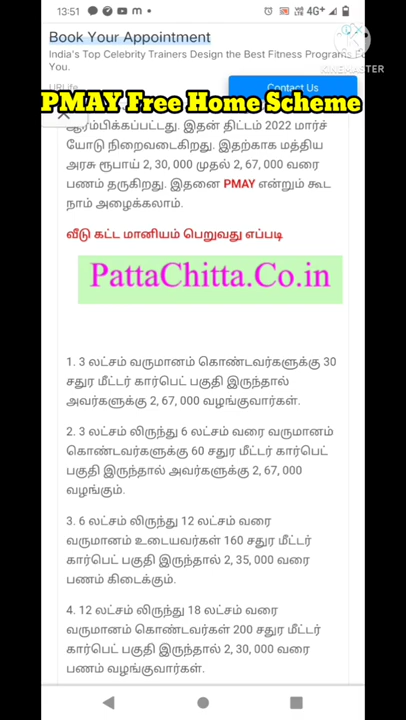 13:51
4G+
Book Your Appointment
India's Top Celebrity Trainers Design the Best Fitness Programs
You.
Contact Us
KINEMASTER
PMAY Free Home Scheme
ஆரம்பிக்கப்பட்டது. இதன் திட்டம் 2022 மார்ச்
யோடு நிறைவடைகிறது. இதற்காக மத்திய
அரசு ரூபாய் 2, 30, 000 முதல் 2, 67, 000 வரை
பணம் தருகிறது. இதனை PMAY என்றும் கூட
நாம் அழைக்கலாம்.
வீடு கட்ட மானியம் பெறுவது எப்படி
PattaChitta.Co.in
1. 3 லட்சம் வருமானம் கொண்டவர்களுக்கு 30
சதுர மீட்டர் கார்பெட் பகுதி இருந்தால்
அவர்களுக்கு 2, 67, 000 வழங்குவார்கள்.
2. 3 லட்சம் லிருந்து 6 லட்சம் வரை வருமானம்
கொண்டவர்களுக்கு 60 சதுர மீட்டர் கார்பெட்
பகுதி இருந்தால் அவர்களுக்கு 2, 67, 000
வழங்கும்.
3. 6 லட்சம் லிருந்து 12 லட்சம் வரை
வருமானம் உடையவர்கள் 160 சதுர மீட்டர்
கார்பெட் பகுதி இருந்தால் 2, 35, 000 வரை
பணம் கிடைக்கும்.
4. 12 லட்சம் லிருந்து 18 லட்சம் வரை
வருமானம் கொண்டவர்கள் 200 சதுர மீட்டர்
கார்பெட் பகுதி இருந்தால் 2, 30, 000 வரை
பணம் வழங்குவார்கள்.